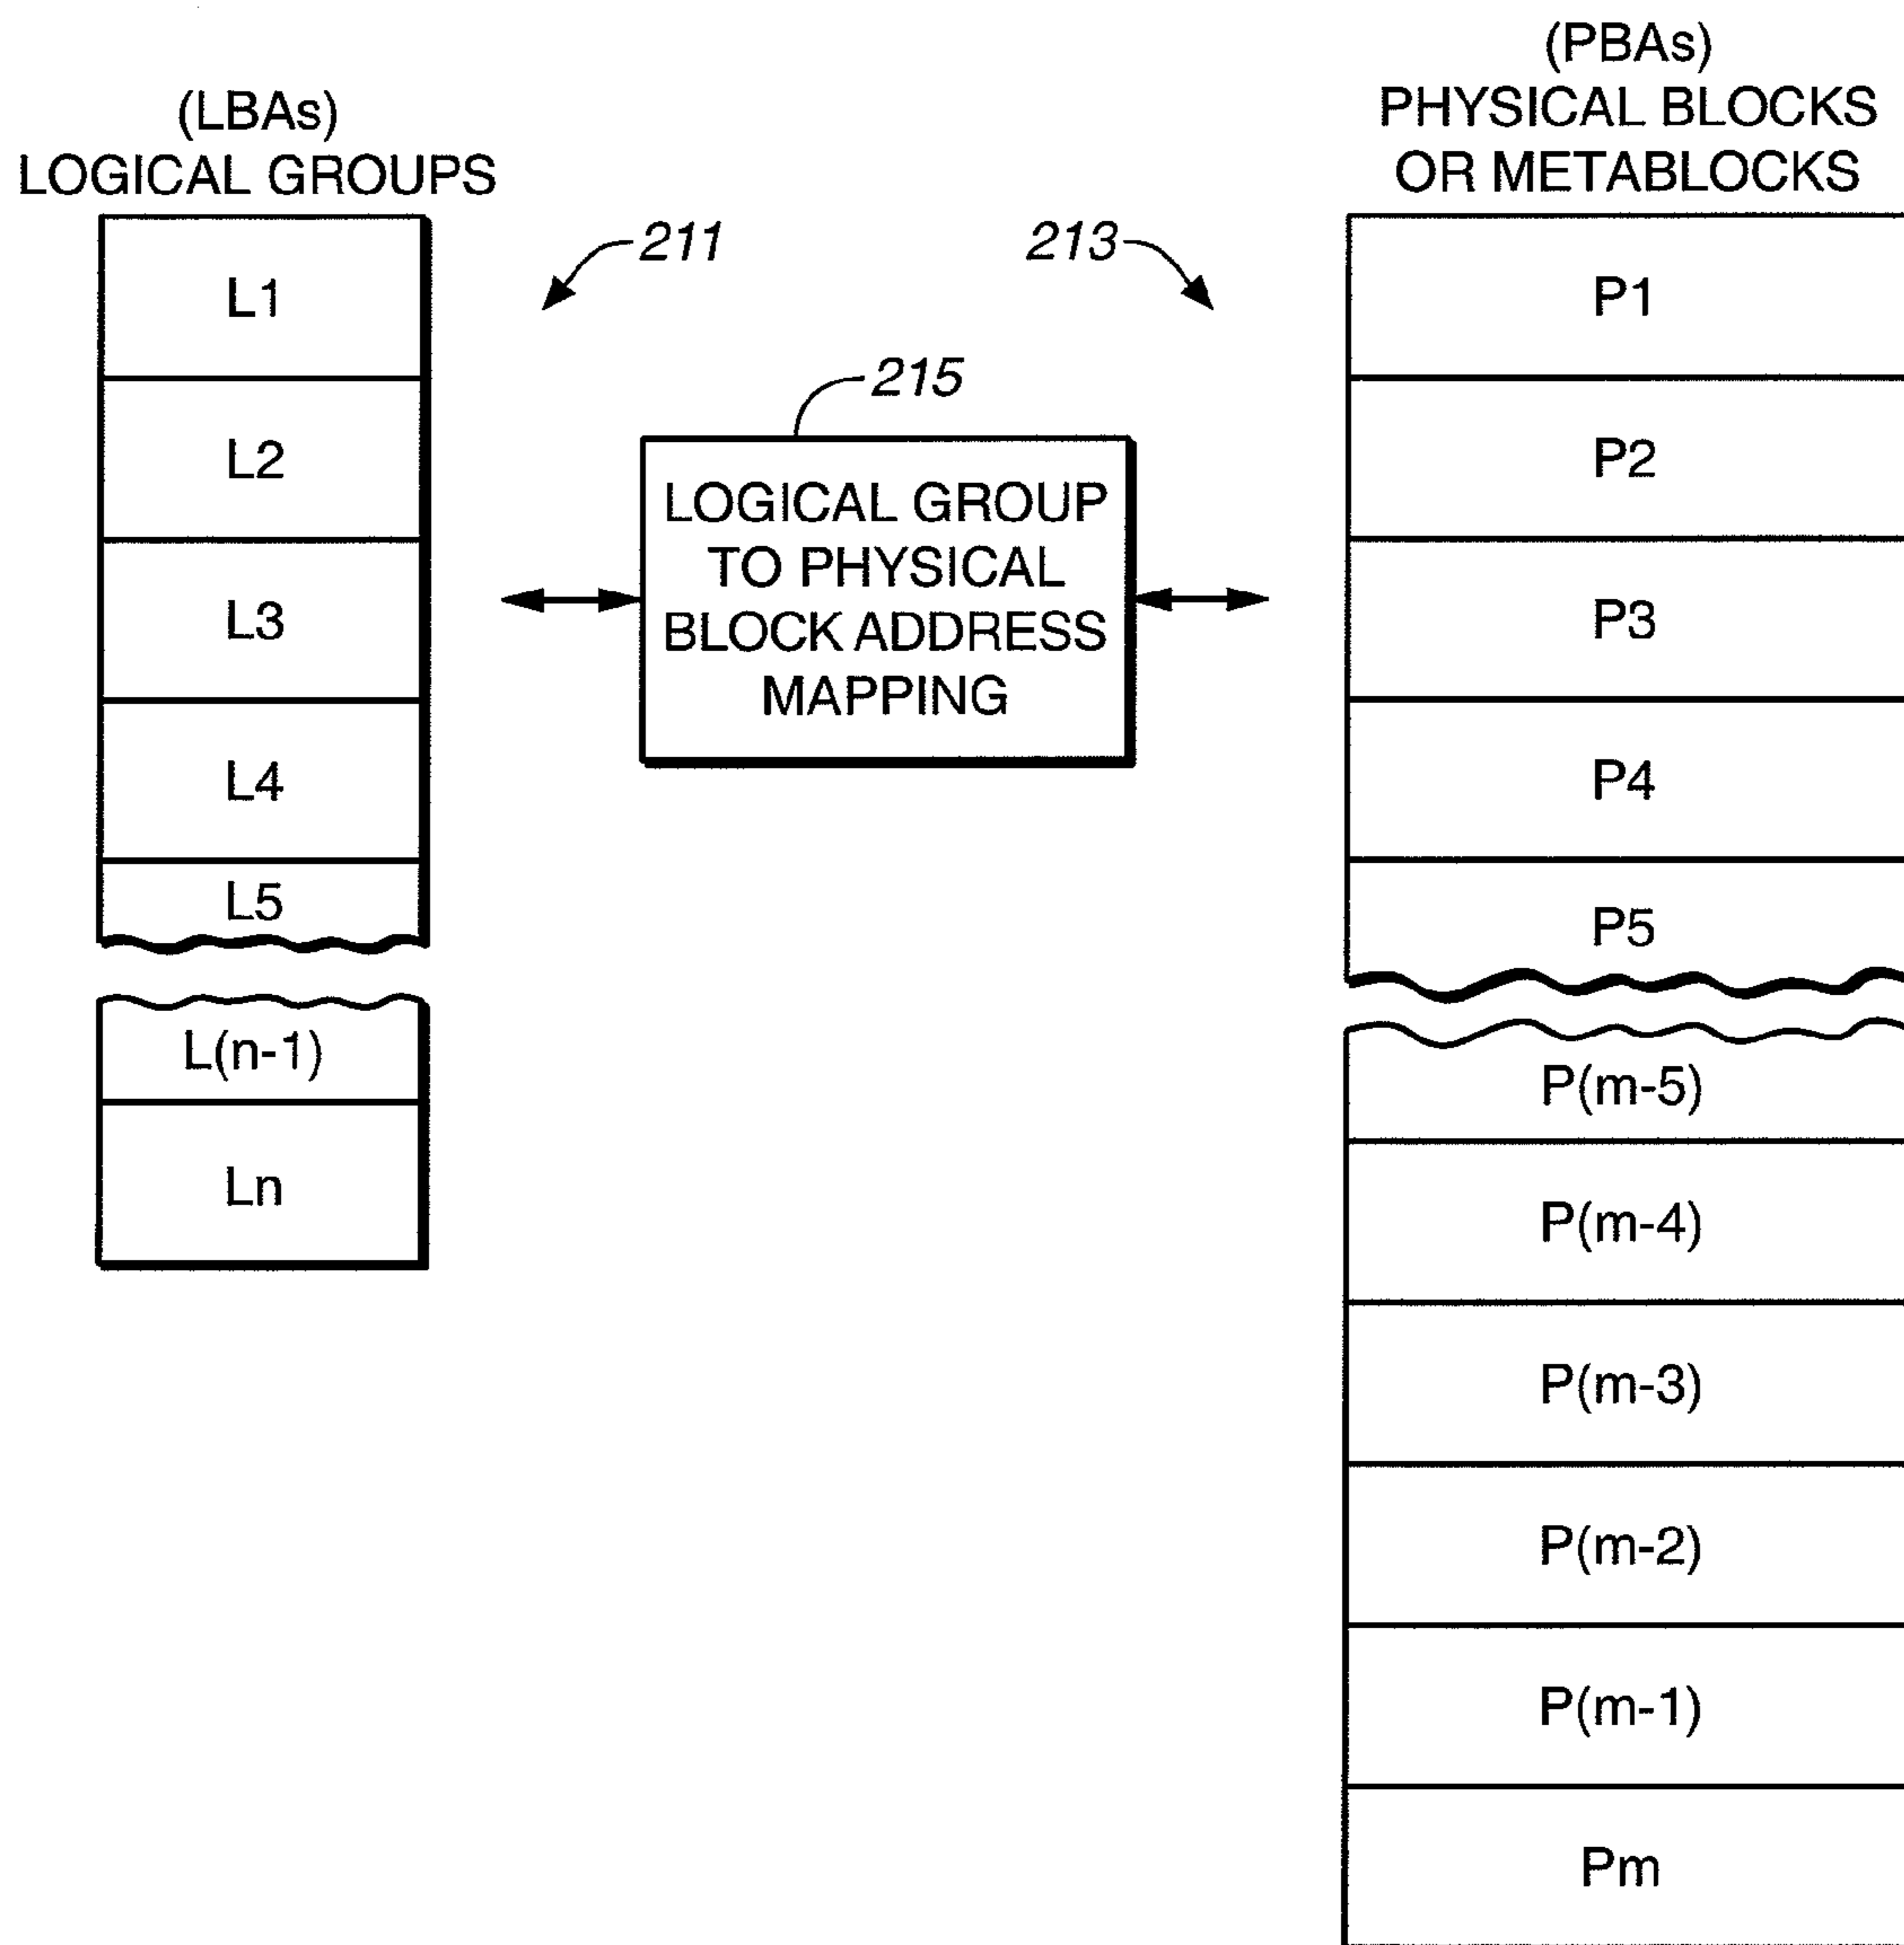 (LBAs)
LOGICAL GROUPS
L1
L2
L3
L4
L5
L(n-1)
Ln
211
213
215
LOGICAL GROUP
TO PHYSICAL
BLOCK ADDRESS
MAPPING
(PBAs)
PHYSICAL BLOCKS
OR METABLOCKS
P1
P2
P3
P4
P5
P(m-5)
P(m-4)
P(m-3)
P(m-2)
P(m-1)
Pm